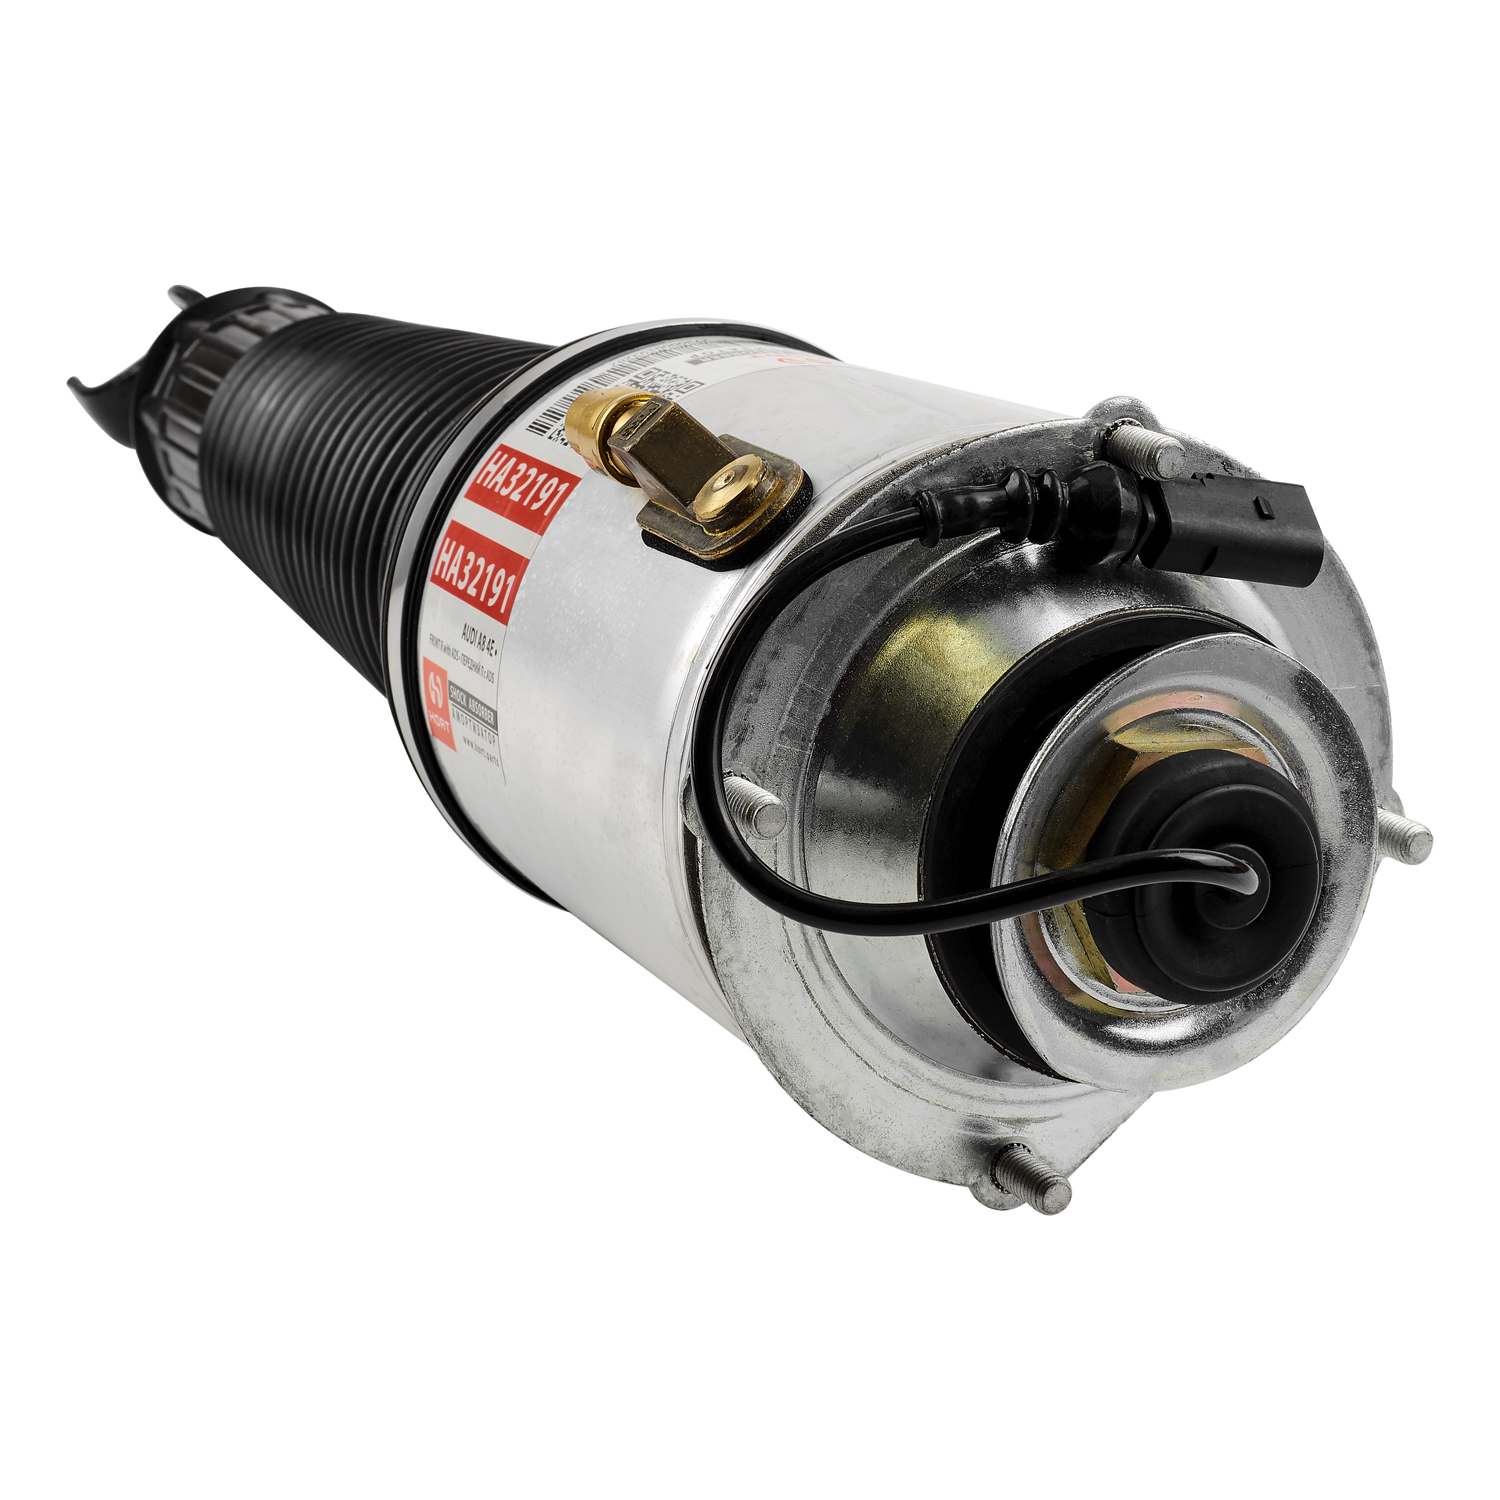 HA32191
HA32191
AUDI A8 4E •
FRONT R with ADS • ПЕРЕДНИЙ П с ADS
HORT
SHOCK ABSORBER
АМОРТИЗАТОР
www.hort.parts